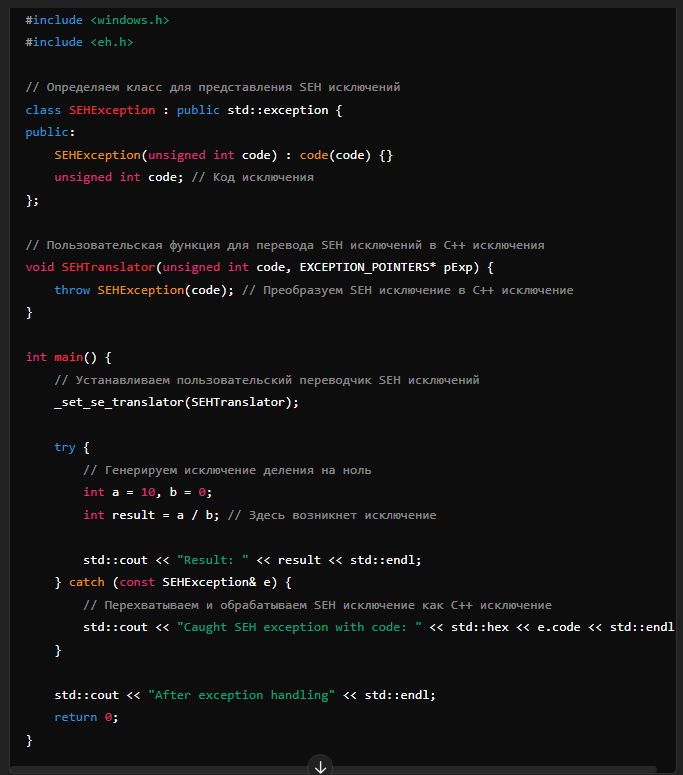 #include <windows.h>
#include <eh.h>
// Определяем класс для представления SEH исключений
class SEHException : public std::exception {
public:
    SEHException(unsigned int code) : code(code) {}
    unsigned int code; // Код исключения
};
// Пользовательская функция для перевода SEH исключений в C++ исключения
void SEHTranslator(unsigned int code, EXCEPTION_POINTERS* pExp) {
    throw SEHException(code); // Преобразуем SEH исключение в C++ исключение
}
int main() {
    // Устанавливаем пользовательский переводчик SEH исключений
    _set_se_translator(SEHTranslator);
    try {
        // Генерируем исключение деления на ноль
        int a = 10, b = 0;
        int result = a / b; // Здесь возникнет исключение
        std::cout << "Result: " << result << std::endl;
    } catch (const SEHException& e) {
        // Перехватываем и обрабатываем SEH исключение как C++ исключение
        std::cout << "Caught SEH exception with code: " << std::hex << e.code << std::endl
    }
    std::cout << "After exception handling" << std::endl;
    return 0;
}